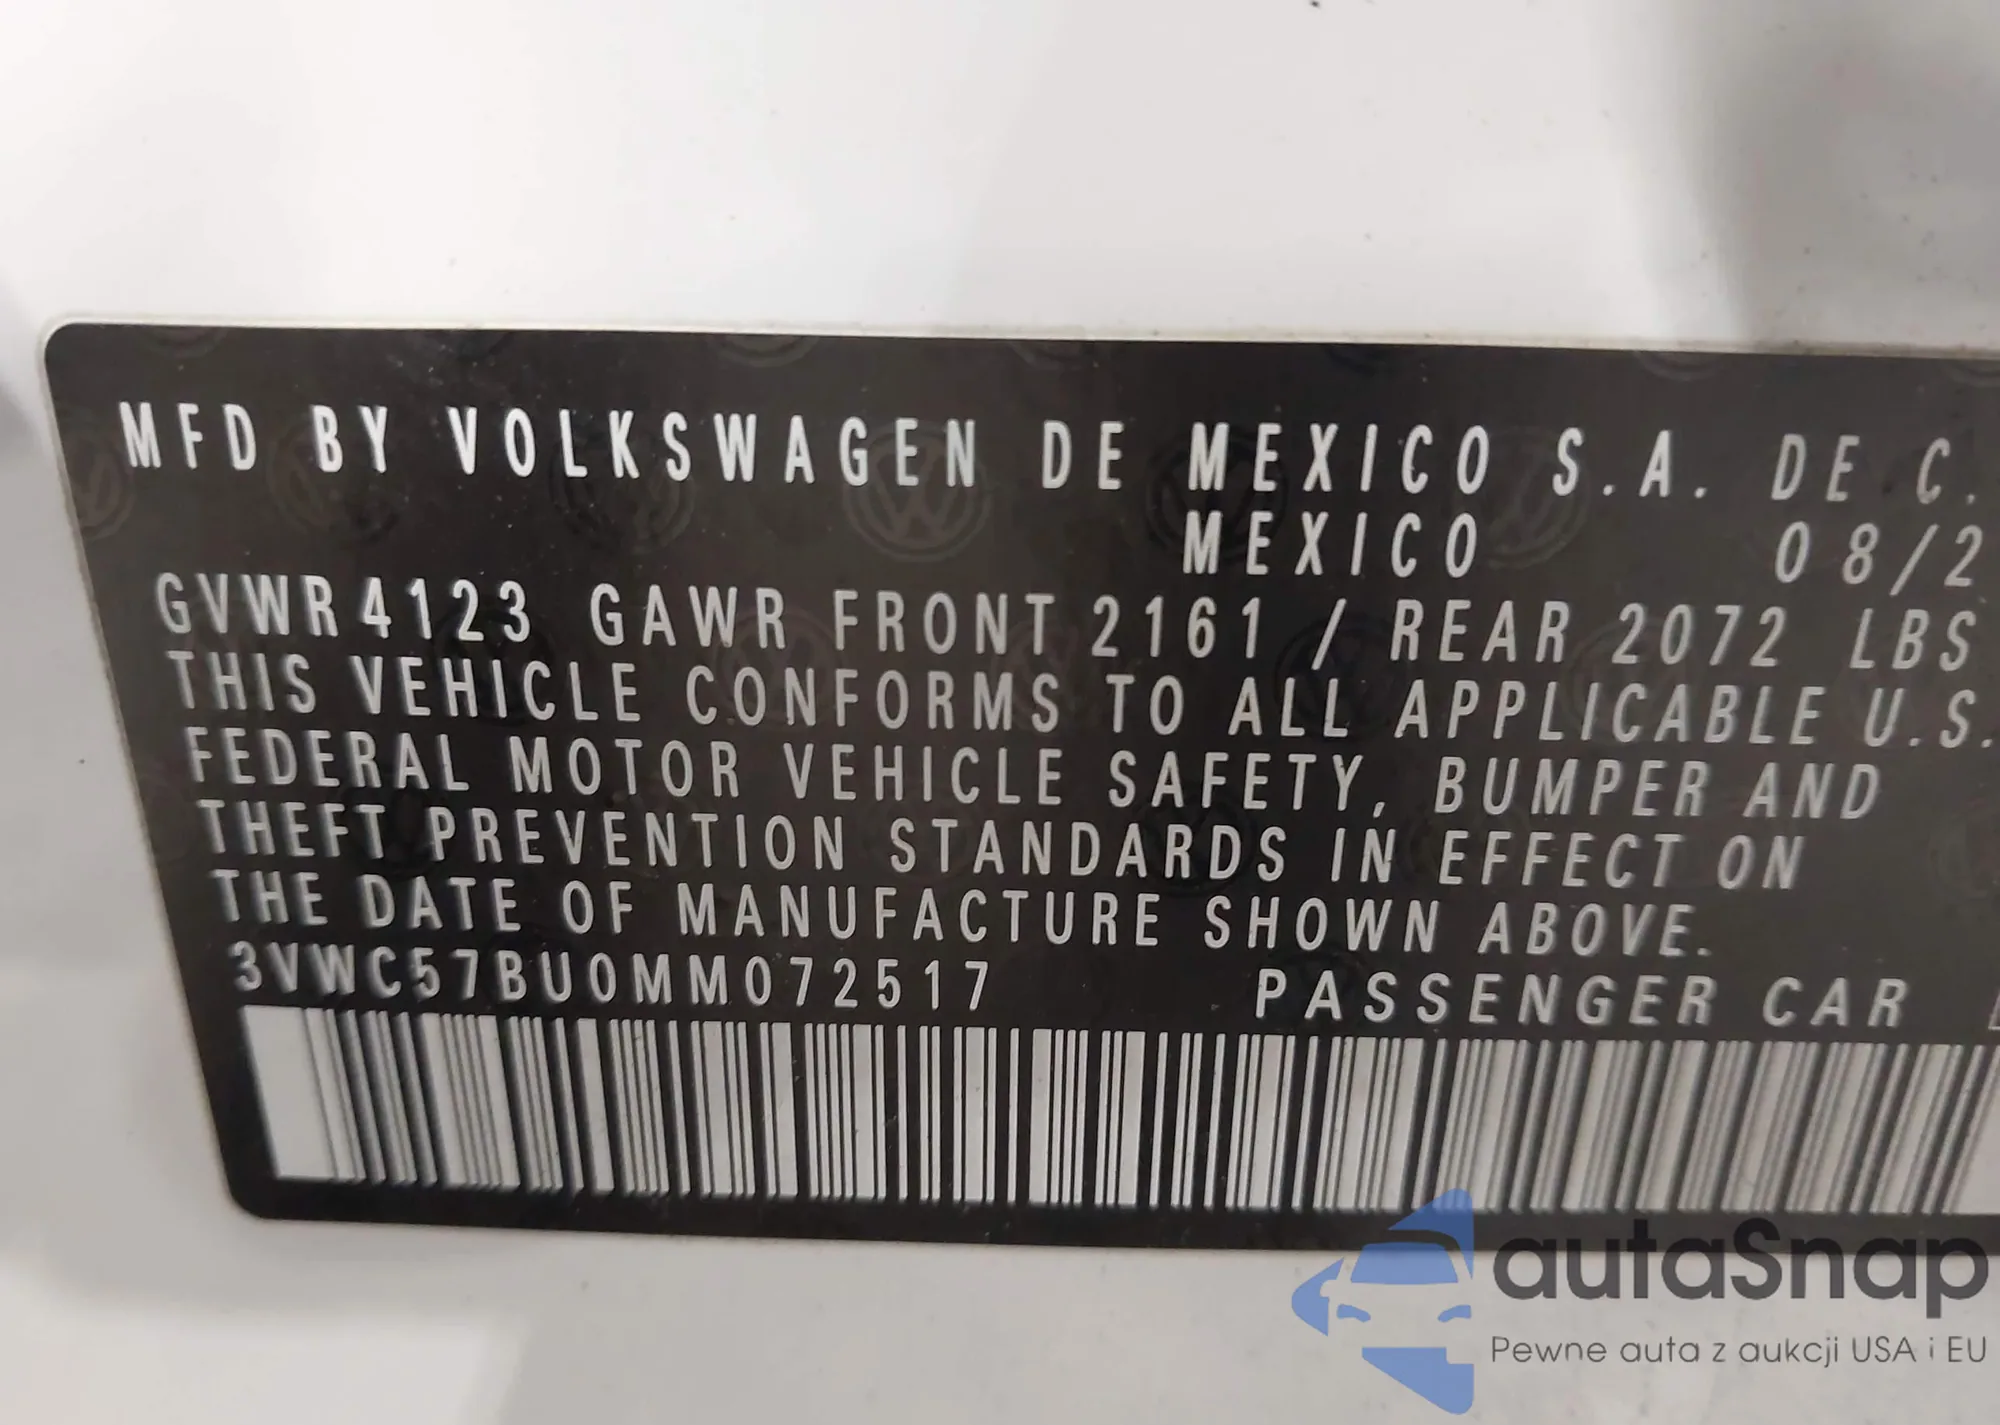 MFD BY VOLKSWAGEN DE MEXICO S.A. DE C.
MEXICO 08/2
GVWR 4123 GAWR FRONT 2161 / REAR 2072 LBS
THIS VEHICLE CONFORMS TO ALL APPLICABLE U.S.
FEDERAL MOTOR VEHICLE SAFETY, BUMPER AND
THEFT PREVENTION STANDARDS IN EFFECT ON
THE DATE OF MANUFACTURE SHOWN ABOVE.
3VWC57BU0MM072517 PASSENGER CAR
autaSnap
Pewne auta z aukcji USA i EU